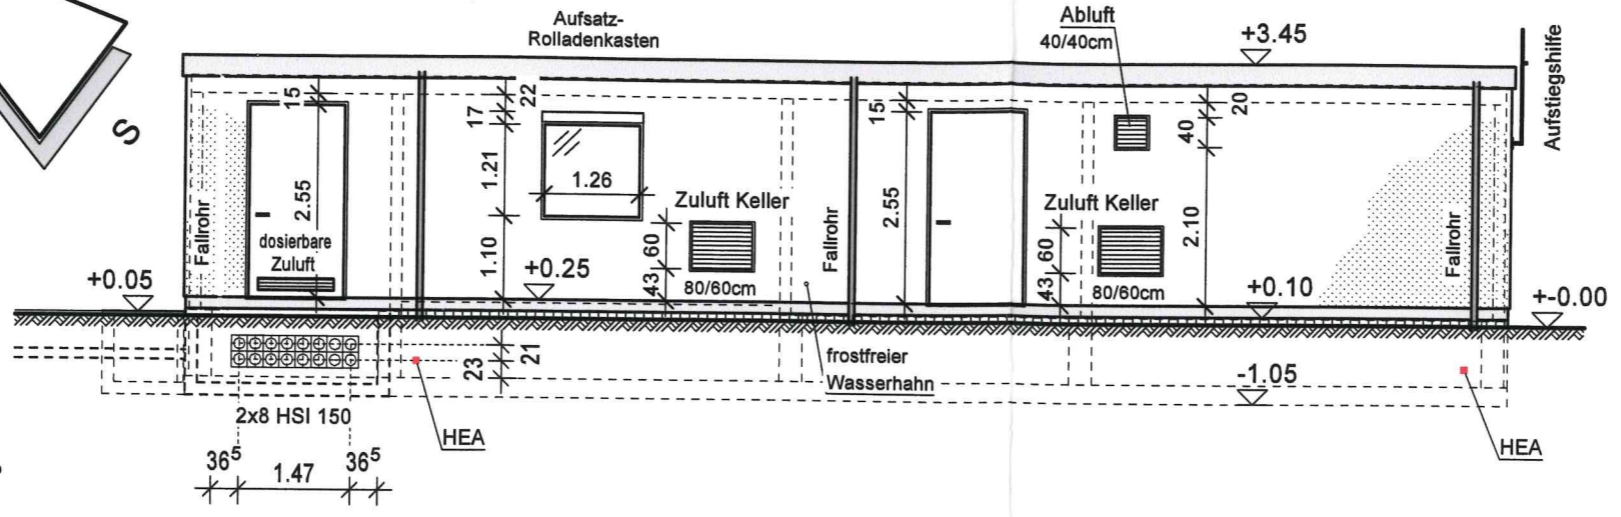 Aufsatz-
Rolladenkasten
Abluft
40/40cm
+3.45
Aufstiegshilfe
S
15
22
17
15
20
40
2.55
1.21
1.26
1.10
Zuluft Keller
60
43
80/60cm
2.55
Zuluft Keller
60
43
80/60cm
2.10
Fallrohr
dosierbare
Zuluft
Fallrohr
Fallrohr
+0.05
+0.25
+0.10
+-0.00
21
23
frostfreier
Wasserhahn
-1.05
2x8 HSI 150
HEA
HEA
36⁵
1.47
36⁵